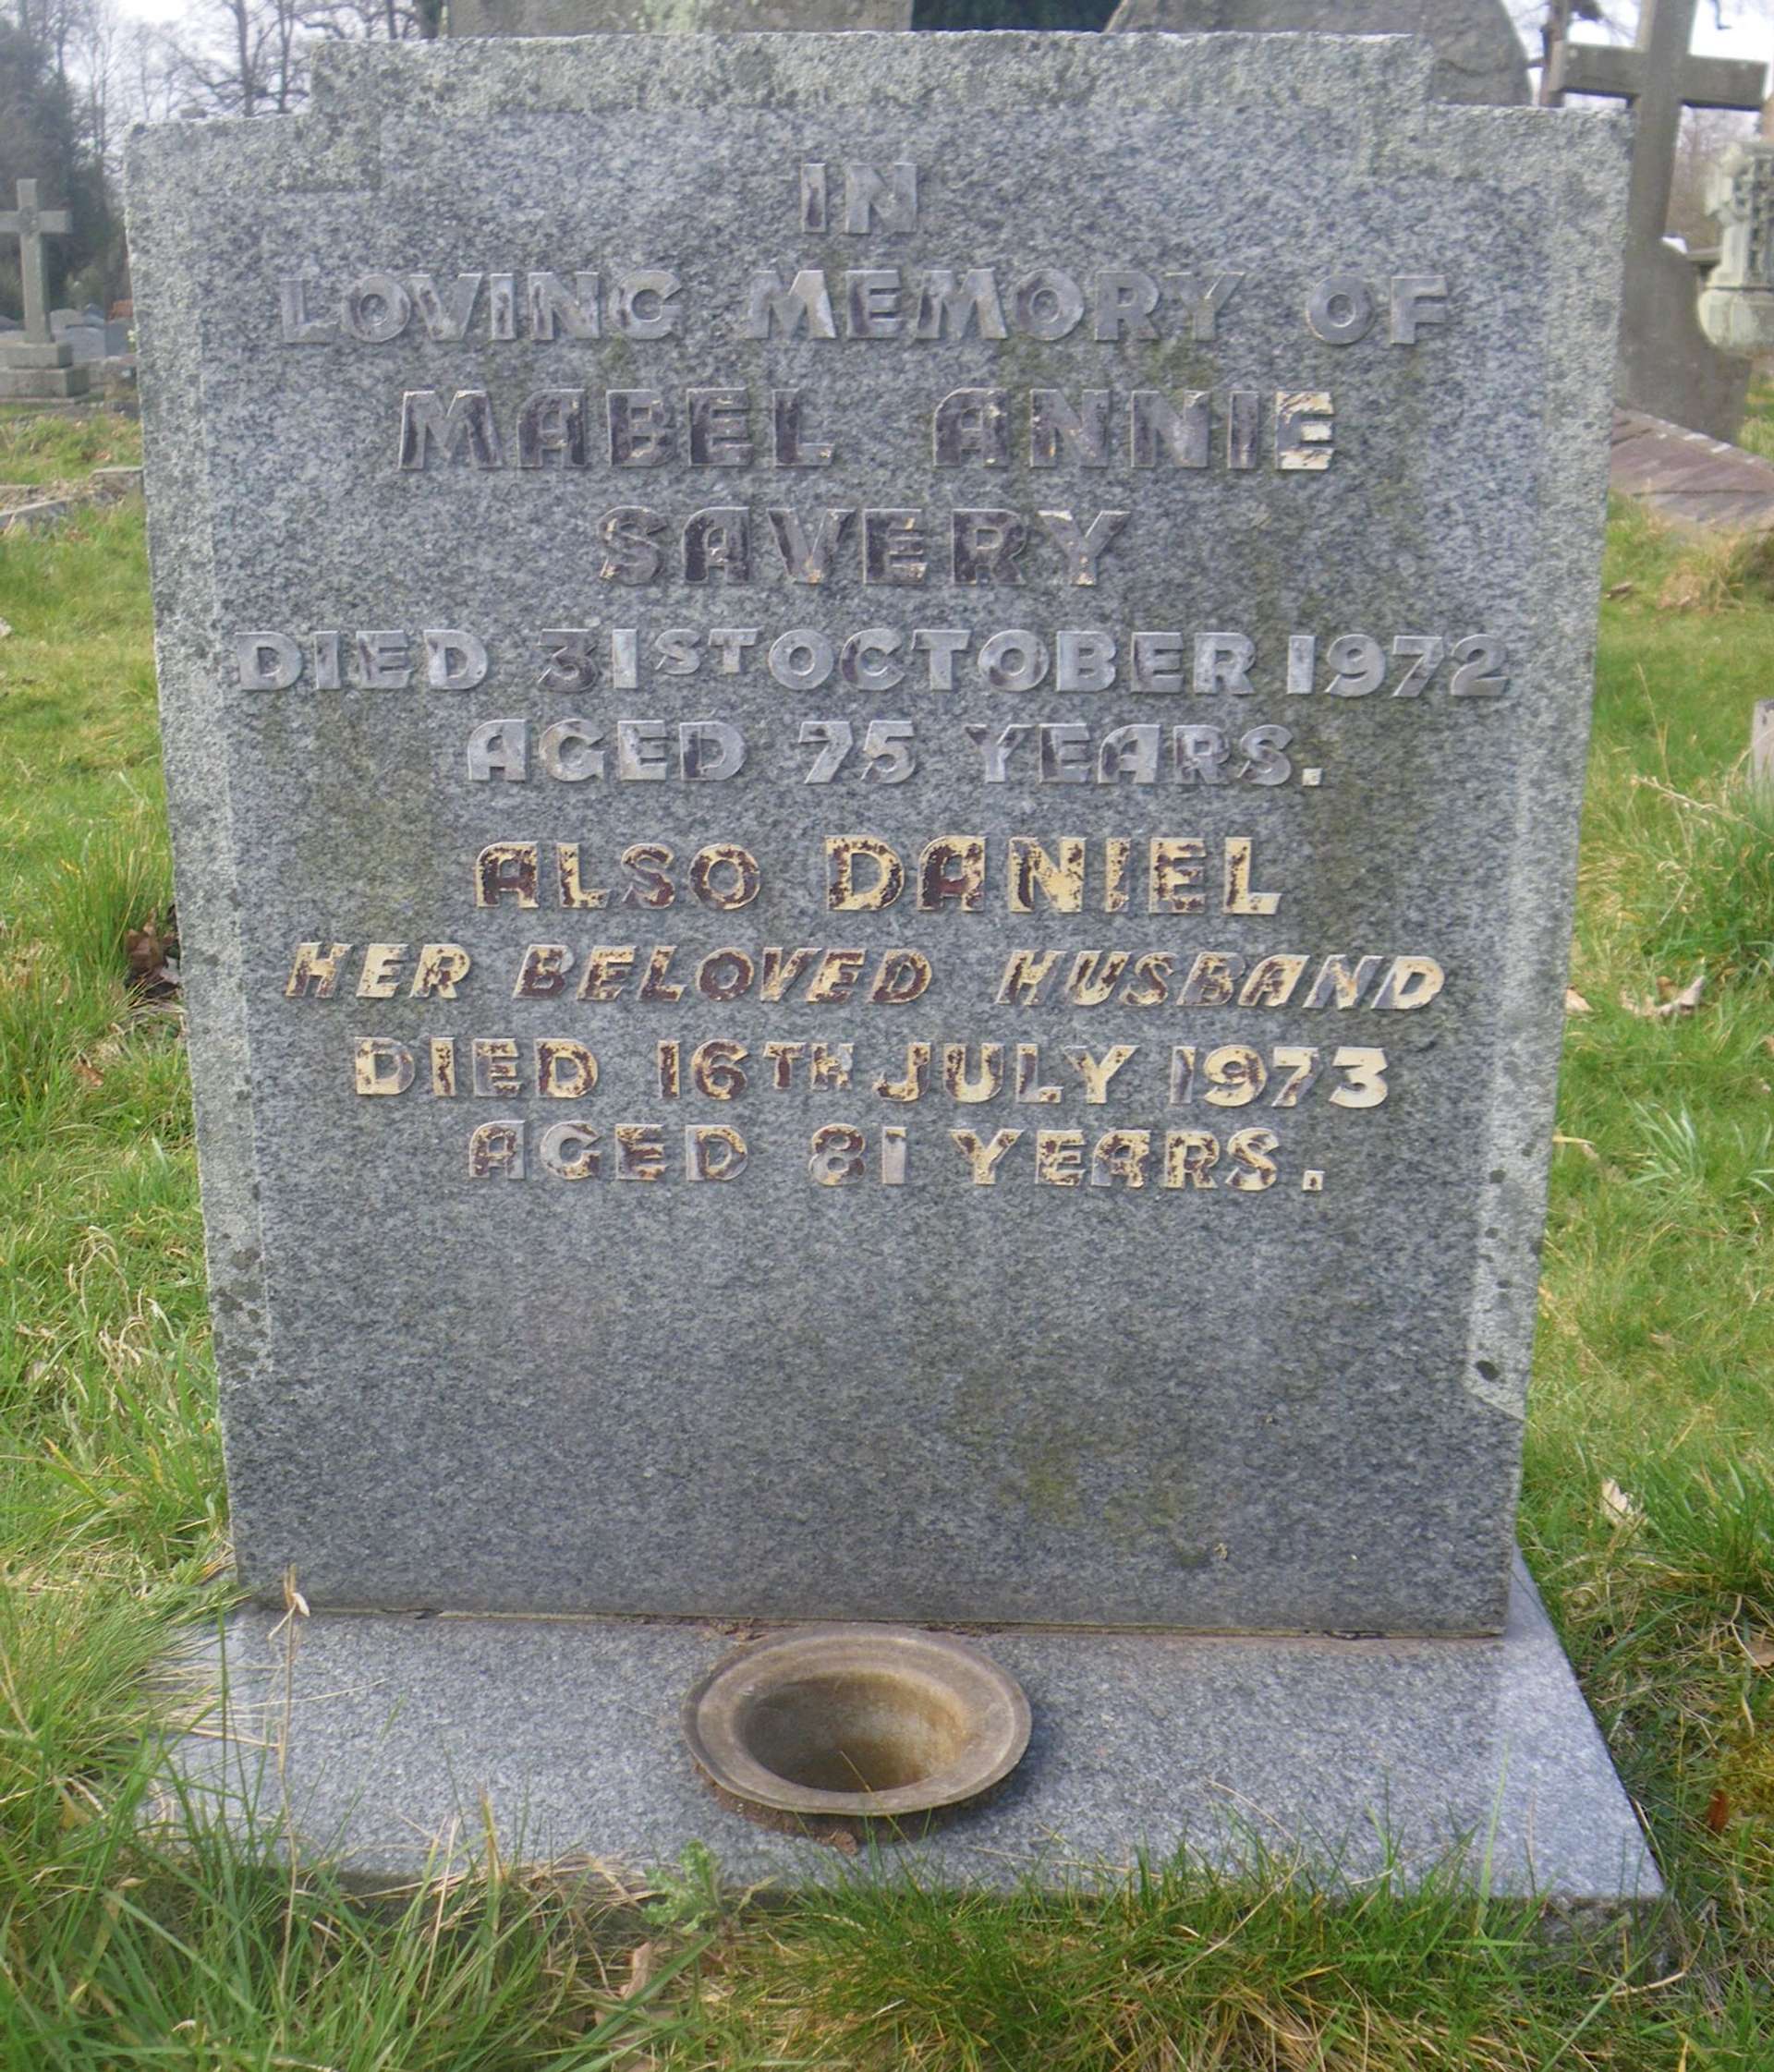 IN
LOVING MEMORY OF
MABEL ANNIE
SAVERY
DIED 31ST OCTOBER 1972
AGED 75 YEARS.
ALSO DANIEL
HER BELOVED HUSBAND
DIED 16TH JULY 1973
AGED 81 YEARS.